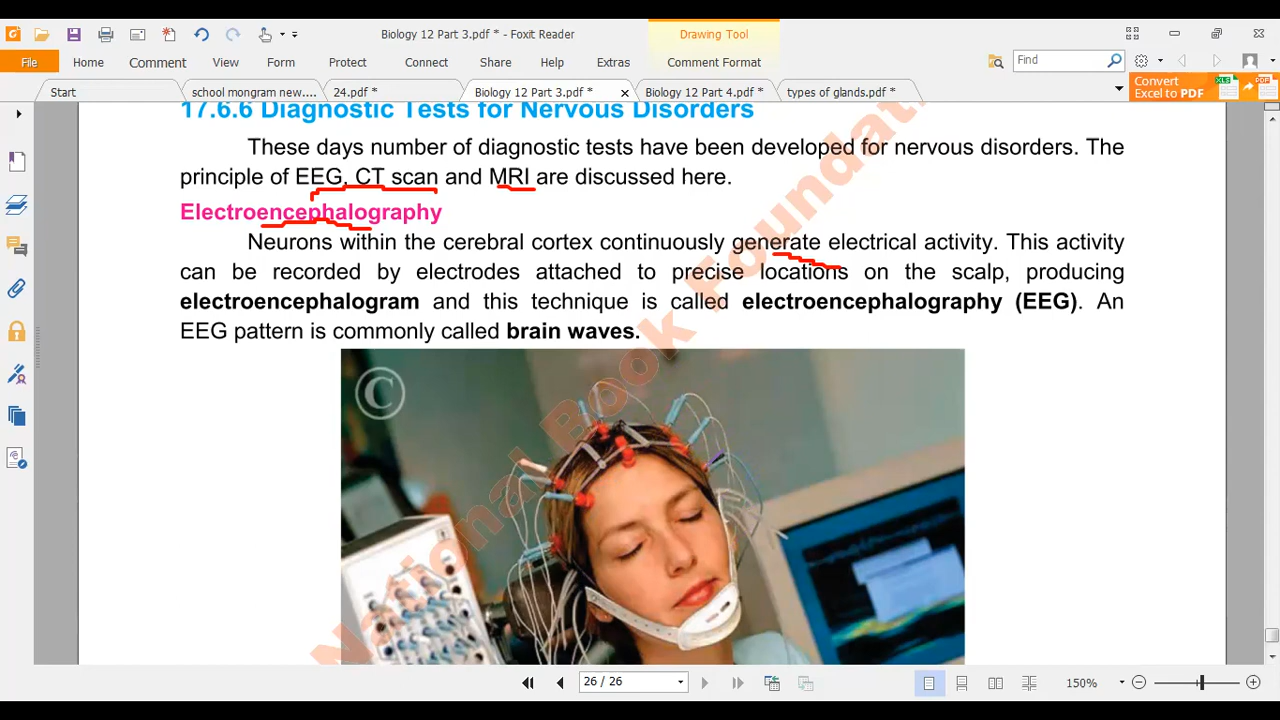 Biology 12 Part 3.pdf * - Foxit Reader
Drawing Tool
File Home Comment View Form Protect Connect Share Help Extras Comment Format
Find
Start school mongram new.... 24.pdf * Biology 12 Part 3.pdf * Biology 12 Part 4.pdf * types of glands.pdf *
Convert
Excel to PDF
17.6.6 Diagnostic Tests for Nervous Disorders
These days number of diagnostic tests have been developed for nervous disorders. The
principle of EEG, CT scan and MRI are discussed here.
Electroencephalography
Neurons within the cerebral cortex continuously generate electrical activity. This activity
can be recorded by electrodes attached to precise locations on the scalp, producing
electroencephalogram and this technique is called electroencephalography (EEG). An
EEG pattern is commonly called brain waves.
©
National Book Foundati
26 / 26
150%